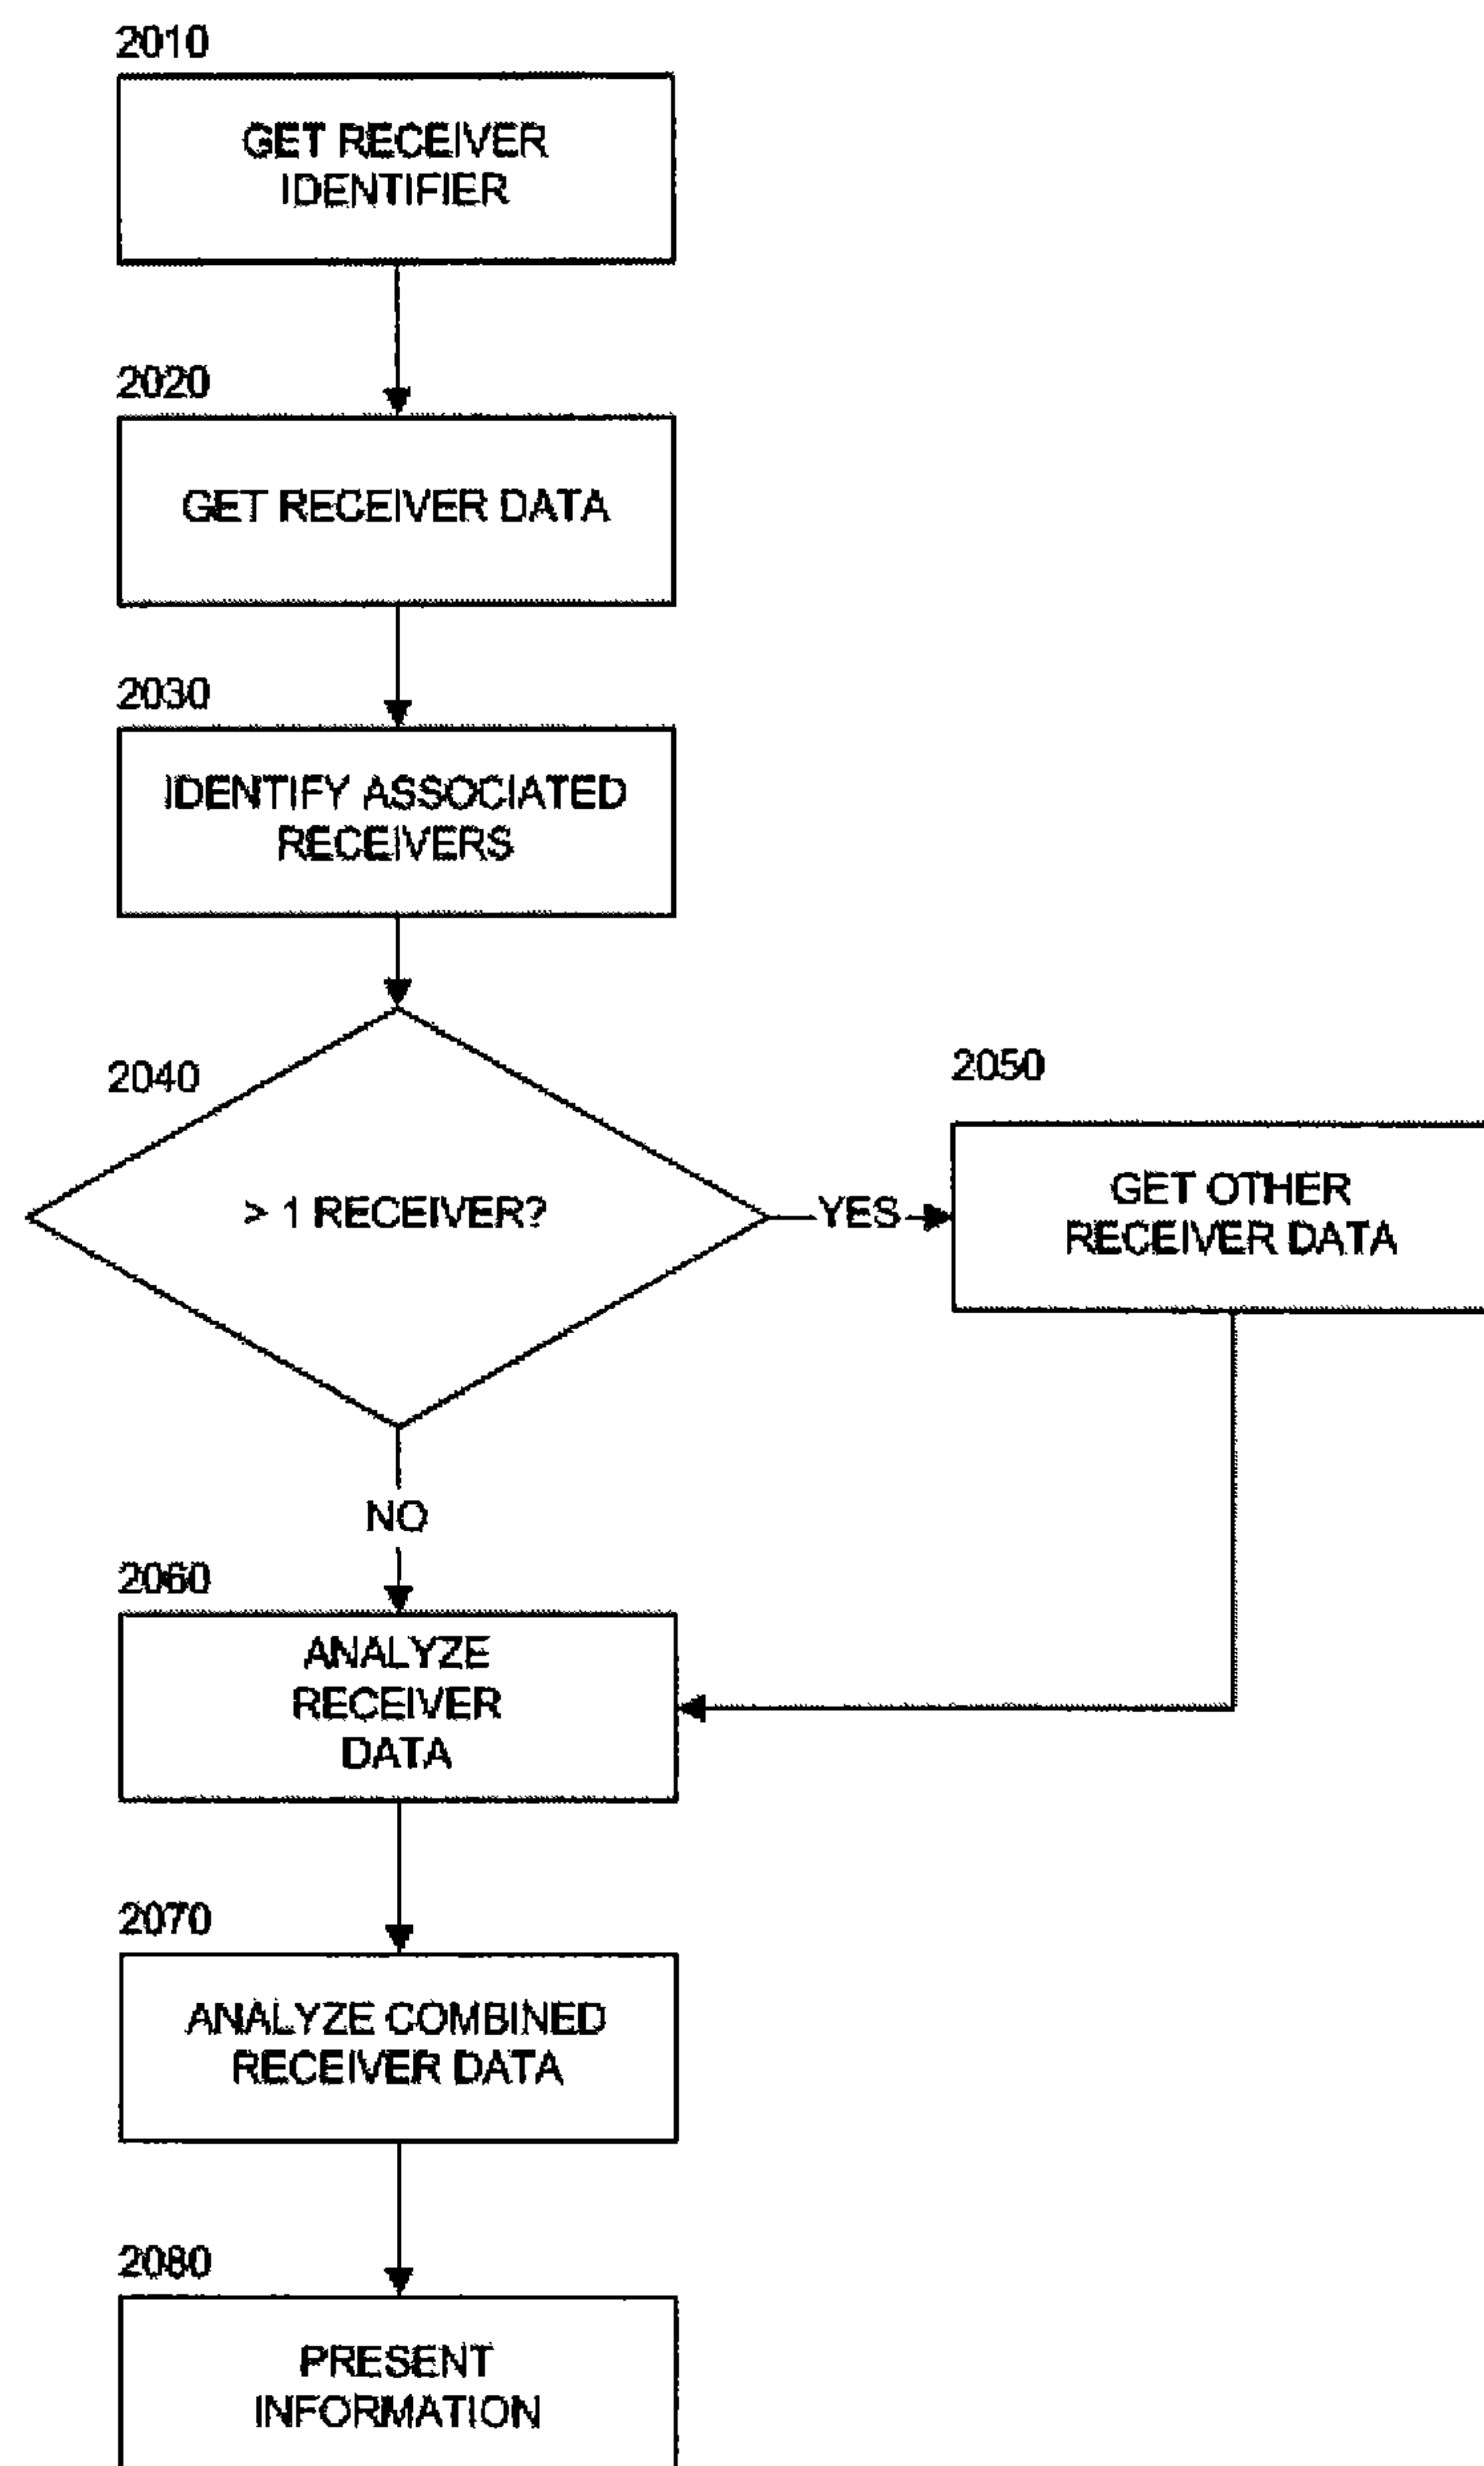 2010
GET RECEIVER
IDENTIFIER
2020
GET RECEIVER DATA
2030
IDENTIFY ASSOCIATED
RECEIVERS
2040
> 1 RECEIVER?
YES
2050
GET OTHER
RECEIVER DATA
NO
2060
ANALYZE
RECEIVER
DATA
2070
ANALYZE COMBINED
RECEIVER DATA
2080
PRESENT
INFORMATION